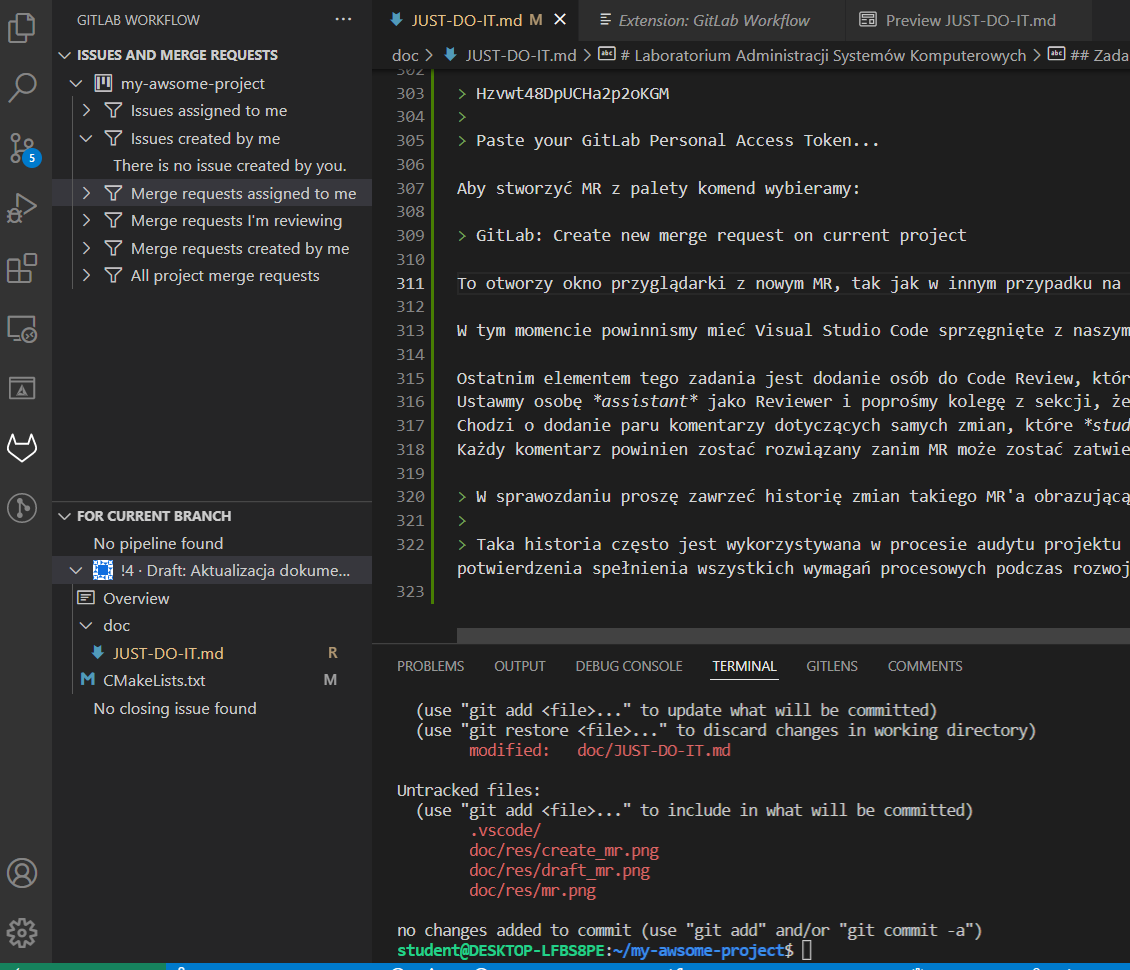 GITLAB WORKFLOW
ISSUES AND MERGE REQUESTS
my-awsome-project
Issues assigned to me
Issues created by me
There is no issue created by you.
Merge requests assigned to me
Merge requests I'm reviewing
Merge requests created by me
All project merge requests
5
FOR CURRENT BRANCH
No pipeline found
!4 · Draft: Aktualizacja dokume...
Overview
doc
JUST-DO-IT.md R
CMakeLists.txt M
No closing issue found
JUST-DO-IT.md M
Extension: GitLab Workflow
Preview JUST-DO-IT.md
doc > JUST-DO-IT.md > # Laboratorium Administracji Systemów Komputerowych > ## Zada
302
303 > Hzvwt48DpUCHa2p2oKGM
304 >
305 > Paste your GitLab Personal Access Token...
306
307 Aby stworzyć MR z palety komend wybieramy:
308
309 > GitLab: Create new merge request on current project
310
311 To otworzy okno przyglądarki z nowym MR, tak jak w innym przypadku na
312
313 W tym momencie powinnismy mieć Visual Studio Code sprzęgnięte z naszym
314
315 Ostatnim elementem tego zadania jest dodanie osób do Code Review, któr
316 Ustawmy osobę *assistant* jako Reviewer i poprośmy kolegę z sekcji, że
317 Chodzi o dodanie paru komentarzy dotyczących samych zmian, które *stud
318 Każdy komentarz powinien zostać rozwiązany zanim MR może zostać zatwie
319
320 > W sprawozdaniu proszę zawrzeć historię zmian takiego MR'a obrazującą
321 >
322 > Taka historia często jest wykorzystywana w procesie audytu projektu
potwierdzenia spełnienia wszystkich wymagań procesowych podczas rozwoj
323
PROBLEMS OUTPUT DEBUG CONSOLE TERMINAL GITLENS COMMENTS
(use "git add <file>..." to update what will be committed)
(use "git restore <file>..." to discard changes in working directory)
modified: doc/JUST-DO-IT.md
Untracked files:
(use "git add <file>..." to include in what will be committed)
.vscode/
doc/res/create_mr.png
doc/res/draft_mr.png
doc/res/mr.png
no changes added to commit (use "git add" and/or "git commit -a")
student@DESKTOP-LFBS8PE:~/my-awsome-project$